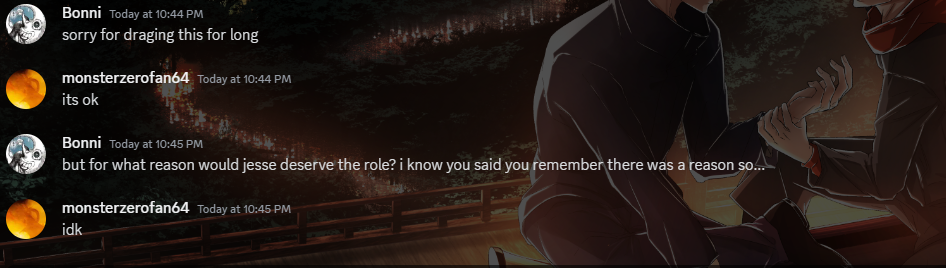 Bonni Today at 10:44 PM
sorry for draging this for long
monsterzerofan64 Today at 10:44 PM
its ok
Bonni Today at 10:45 PM
but for what reason would jesse deserve the role? i know you said you remember there was a reason so...
monsterzerofan64 Today at 10:45 PM
idk